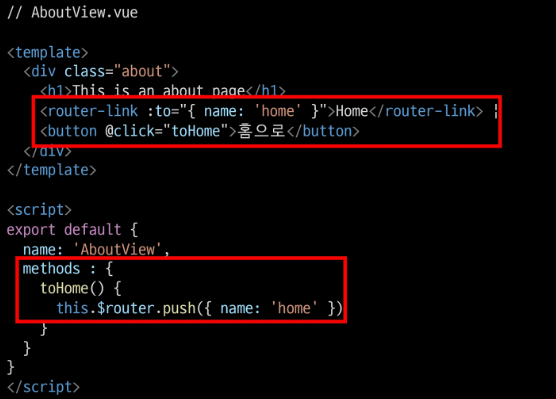 // AboutView.vue
<template>
<div class="about">
<h1>This is an about page</h1>
<router-link :to="{ name: 'home' }">Home</router-link> ¦
<button @click="toHome">홈으로</button>
</div>
</template>
<script>
export default {
name: 'AboutView',
methods : {
toHome() {
this.$router.push({ name: 'home' })
}
}
}
</script>